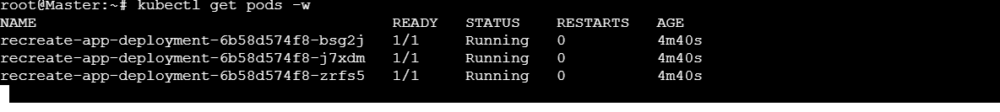 root@Master:~# kubectl get pods -w
NAME READY STATUS RESTARTS AGE
recreate-app-deployment-6b58d574f8-bsg2j 1/1 Running 0 4m40s
recreate-app-deployment-6b58d574f8-j7xdm 1/1 Running 0 4m40s
recreate-app-deployment-6b58d574f8-zrfs5 1/1 Running 0 4m40s